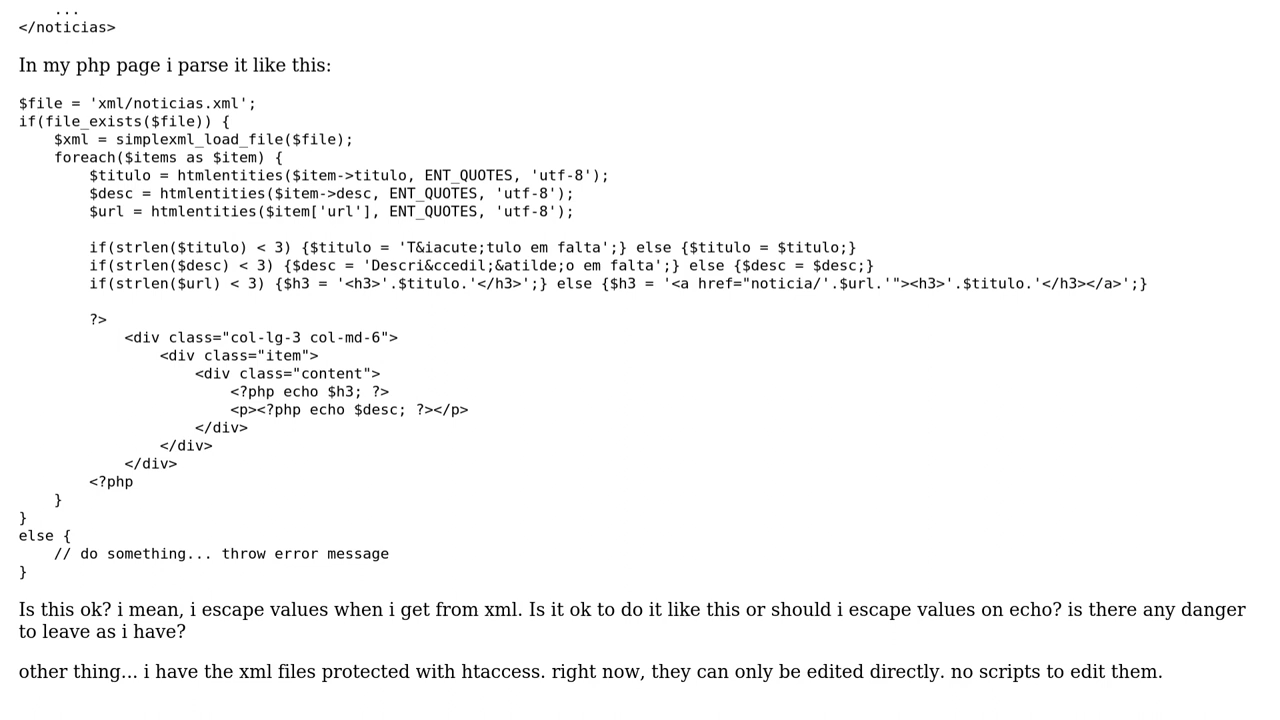 ...
</noticias>
In my php page i parse it like this:
$file = 'xml/noticias.xml';
if(file_exists($file)) {
    $xml = simplexml_load_file($file);
    foreach($items as $item) {
        $titulo = htmlentities($item->titulo, ENT_QUOTES, 'utf-8');
        $desc = htmlentities($item->desc, ENT_QUOTES, 'utf-8');
        $url = htmlentities($item['url'], ENT_QUOTES, 'utf-8');
        if(strlen($titulo) < 3) {$titulo = 'T&iacute;tulo em falta';} else {$titulo = $titulo;}
        if(strlen($desc) < 3) {$desc = 'Descri&ccedil;&atilde;o em falta';} else {$desc = $desc;}
        if(strlen($url) < 3) {$h3 = '<h3>'.$titulo.'</h3>';} else {$h3 = '<a href="noticia/'.$url.'"><h3>'.$titulo.'</h3></a>';}
        ?>
            <div class="col-lg-3 col-md-6">
                <div class="item">
                    <div class="content">
                        <?php echo $h3; ?>
                        <p><?php echo $desc; ?></p>
                    </div>
                </div>
            </div>
        <?php
    }
}
else {
    // do something... throw error message
}
Is this ok? i mean, i escape values when i get from xml. Is it ok to do it like this or should i escape values on echo? is there any danger
to leave as i have?
other thing... i have the xml files protected with htaccess. right now, they can only be edited directly. no scripts to edit them.